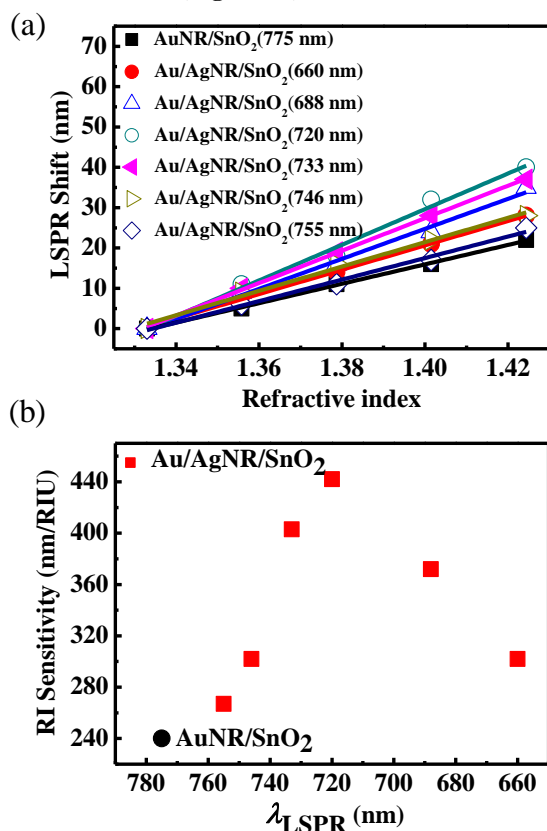 (a)
70
60
50
40
30
20
10
0
LSPR Shift (nm)
AuNR/SnO₂(775 nm)
Au/AgNR/SnO₂(660 nm)
Au/AgNR/SnO₂(688 nm)
Au/AgNR/SnO₂(720 nm)
Au/AgNR/SnO₂(733 nm)
Au/AgNR/SnO₂(746 nm)
Au/AgNR/SnO₂(755 nm)
1.34 1.36 1.38 1.40 1.42
Refractive index
(b)
440
400
360
320
280
240
RI Sensitivity (nm/RIU)
Au/AgNR/SnO₂
AuNR/SnO₂
780 760 740 720 700 680 660
λLSPR (nm)